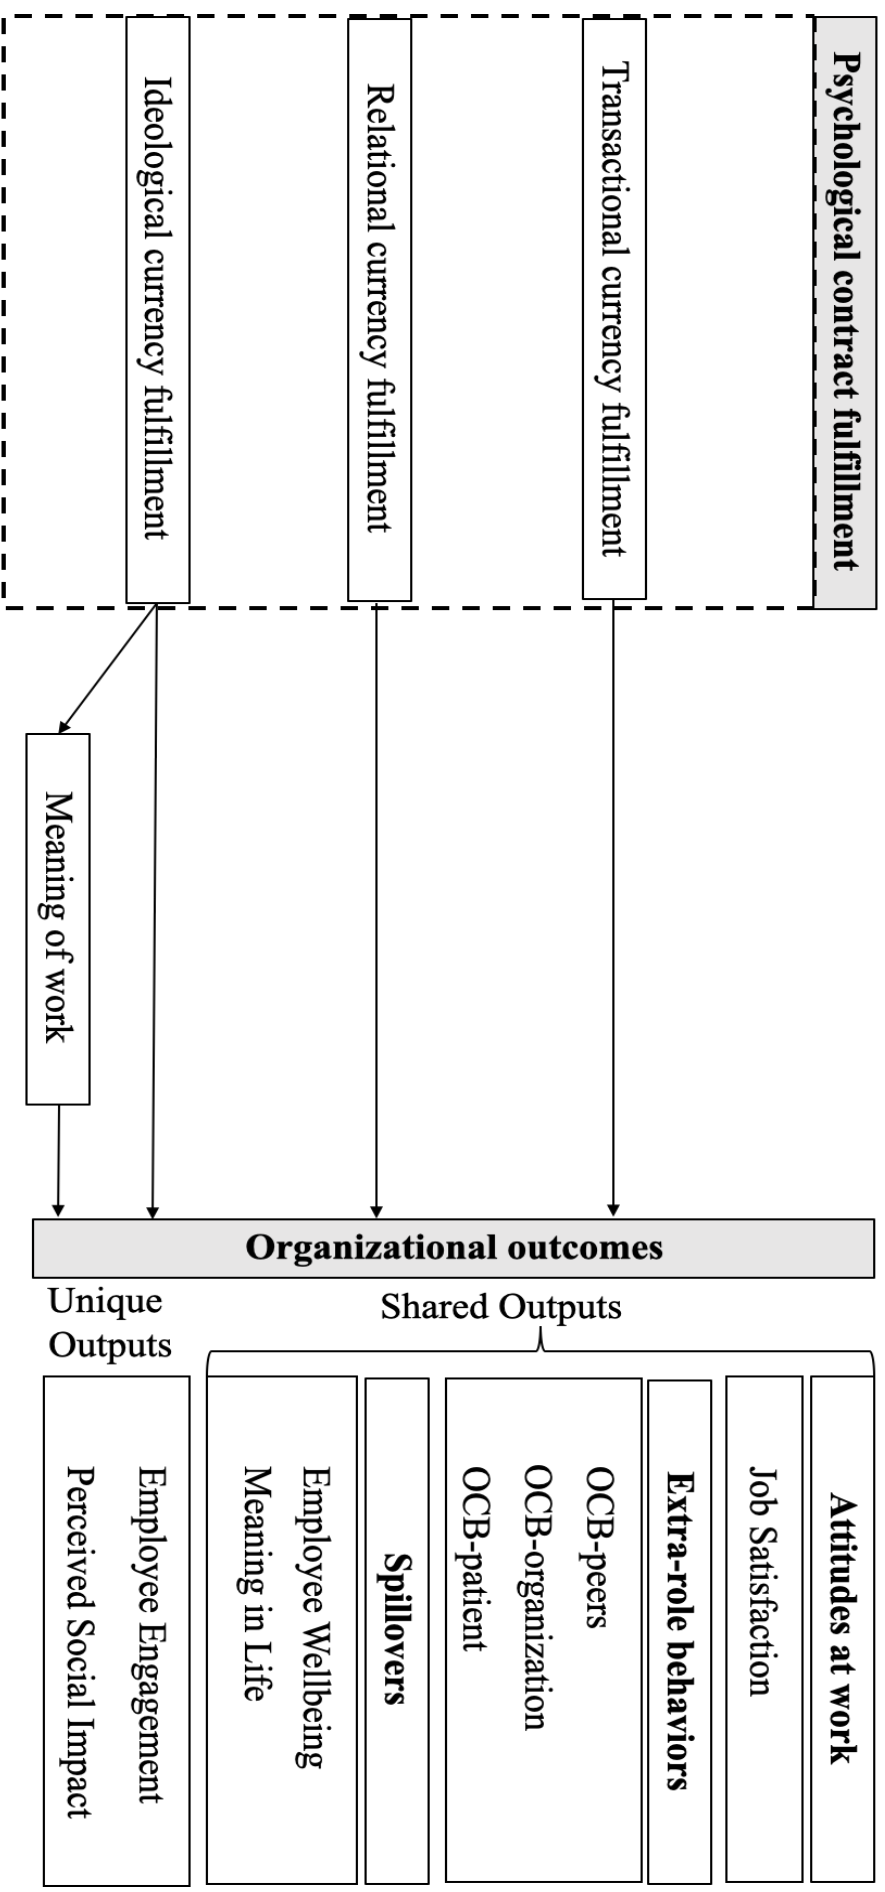 Psychological contract fulfillment
Transactional currency fulfillment
Relational currency fulfillment
Ideological currency fulfillment
Meaning of work
Organizational outcomes
Shared Outputs
Unique
Outputs
Attitudes at work
Job Satisfaction
Extra-role behaviors
OCB-peers
OCB-organization
OCB-patient
Spillovers
Employee Wellbeing
Meaning in Life
Employee Engagement
Perceived Social Impact